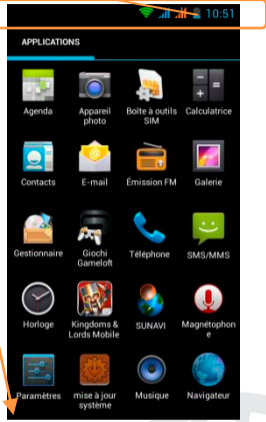 10:51
APPLICATIONS
Agenda
Appareil
photo
Boîte à outils
SIM
Calculatrice
Contacts
E-mail
Émission FM
Galerie
Gestionnaire
Giochi
Gameloft
Téléphone
SMS/MMS
Horloge
Kingdoms &
Lords Mobile
SUNAVI
Magnétophon
e
Paramètres
mise à jour
système
Musique
Navigateur